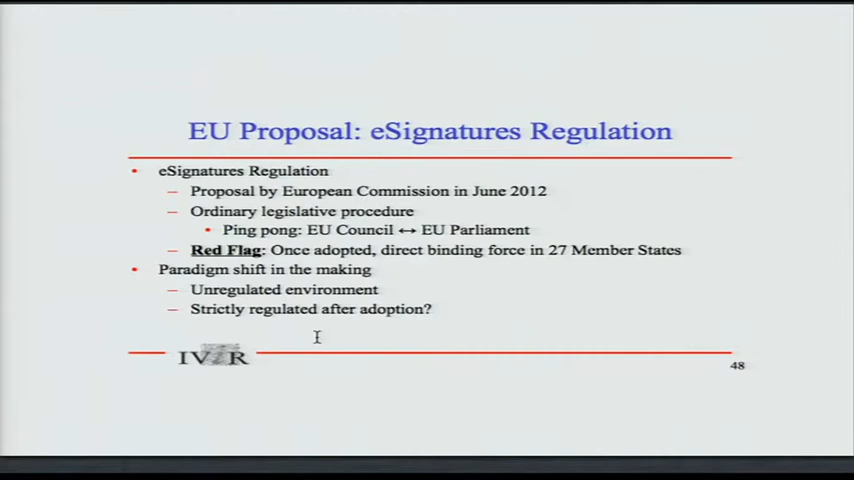 EU Proposal: eSignatures Regulation
• eSignatures Regulation
– Proposal by European Commission in June 2012
– Ordinary legislative procedure
• Ping pong: EU Council ↔ EU Parliament
– Red Flag: Once adopted, direct binding force in 27 Member States
• Paradigm shift in the making
– Unregulated environment
– Strictly regulated after adoption?
IViR
48